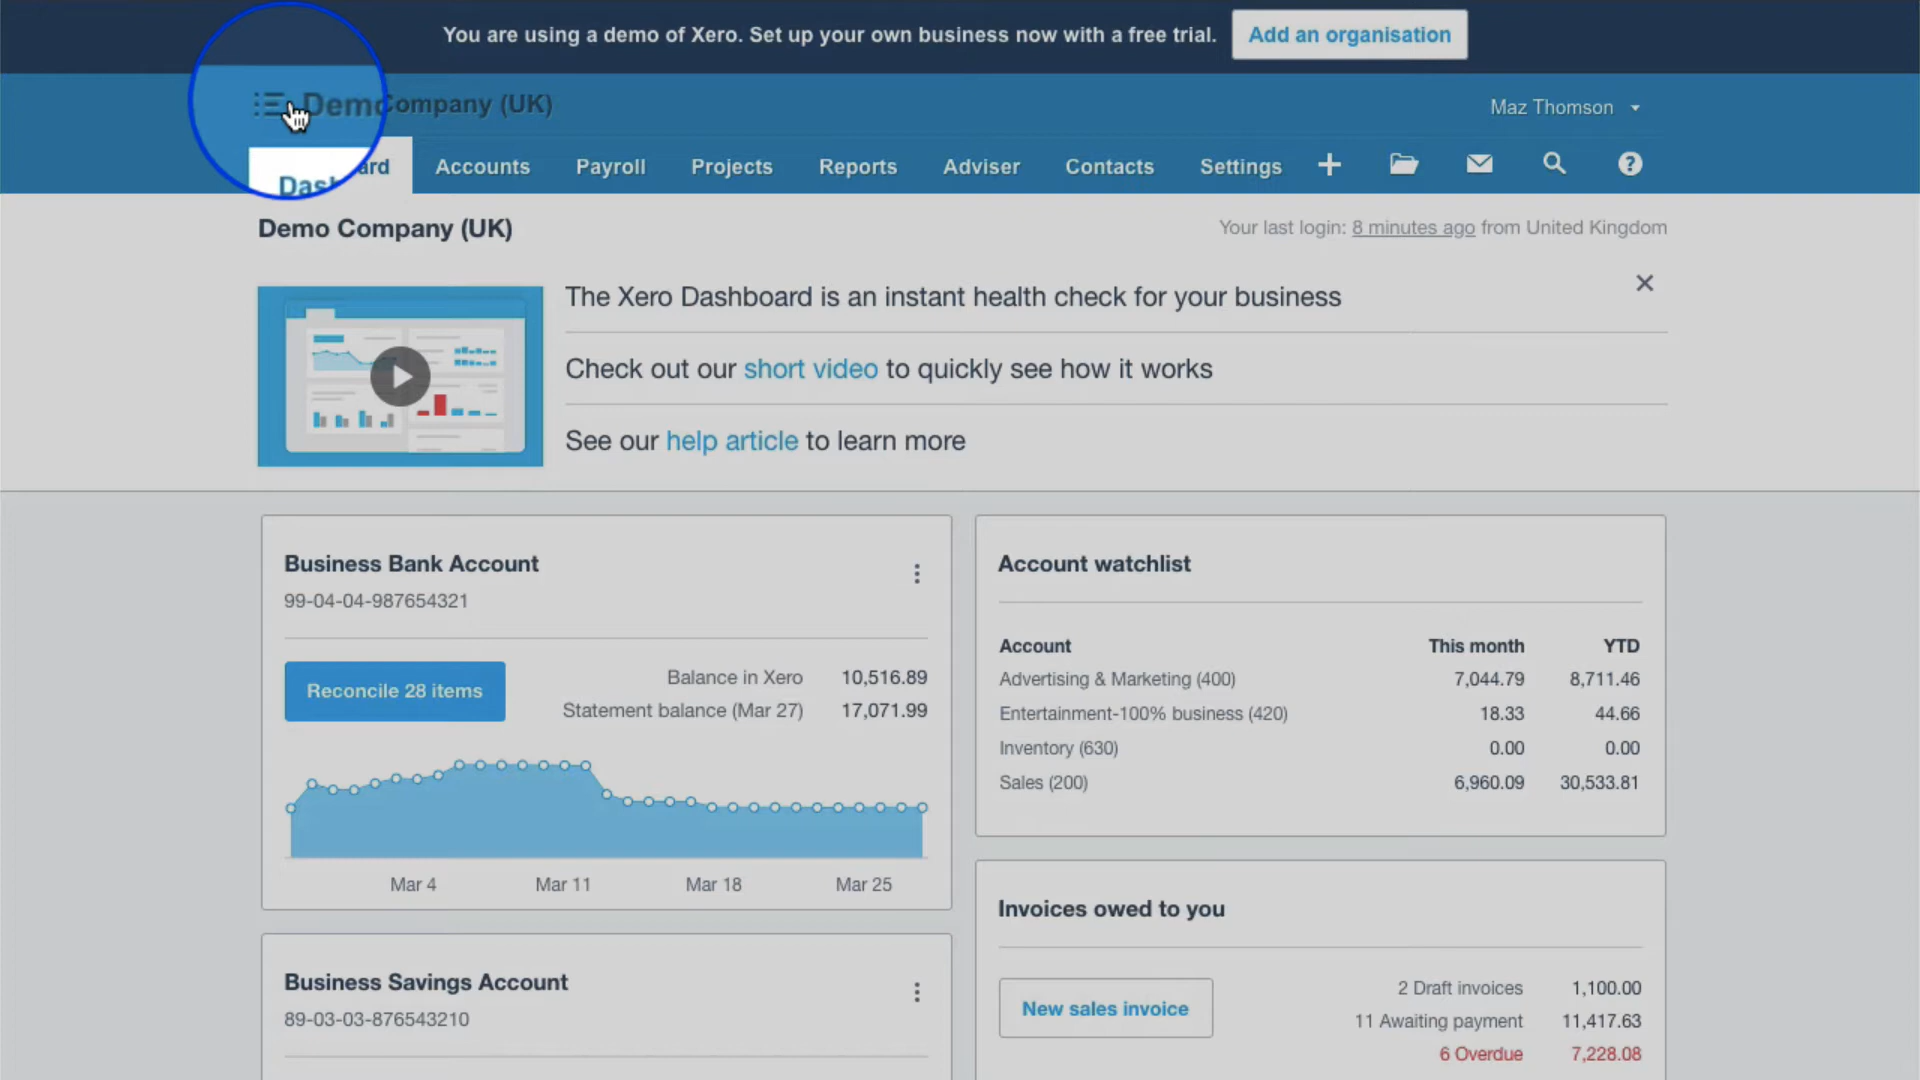 You are using a demo of Xero. Set up your own business now with a free trial. Add an organisation
Demo Company (UK) Maz Thomson
Accounts Payroll Projects Reports Adviser Contacts Settings
Demo Company (UK) Your last login: 8 minutes ago from United Kingdom
The Xero Dashboard is an instant health check for your business
Check out our short video to quickly see how it works
See our help article to learn more
Business Bank Account
99-04-04-987654321
Reconcile 28 items
Balance in Xero 10,516.89
Statement balance (Mar 27) 17,071.99
Mar 4 Mar 11 Mar 18 Mar 25
Business Savings Account
89-03-03-876543210
Account watchlist
Account This month YTD
Advertising & Marketing (400) 7,044.79 8,711.46
Entertainment-100% business (420) 18.33 44.66
Inventory (630) 0.00 0.00
Sales (200) 6,960.09 30,533.81
Invoices owed to you
New sales invoice
2 Draft invoices 1,100.00
11 Awaiting payment 11,417.63
6 Overdue 7,228.08